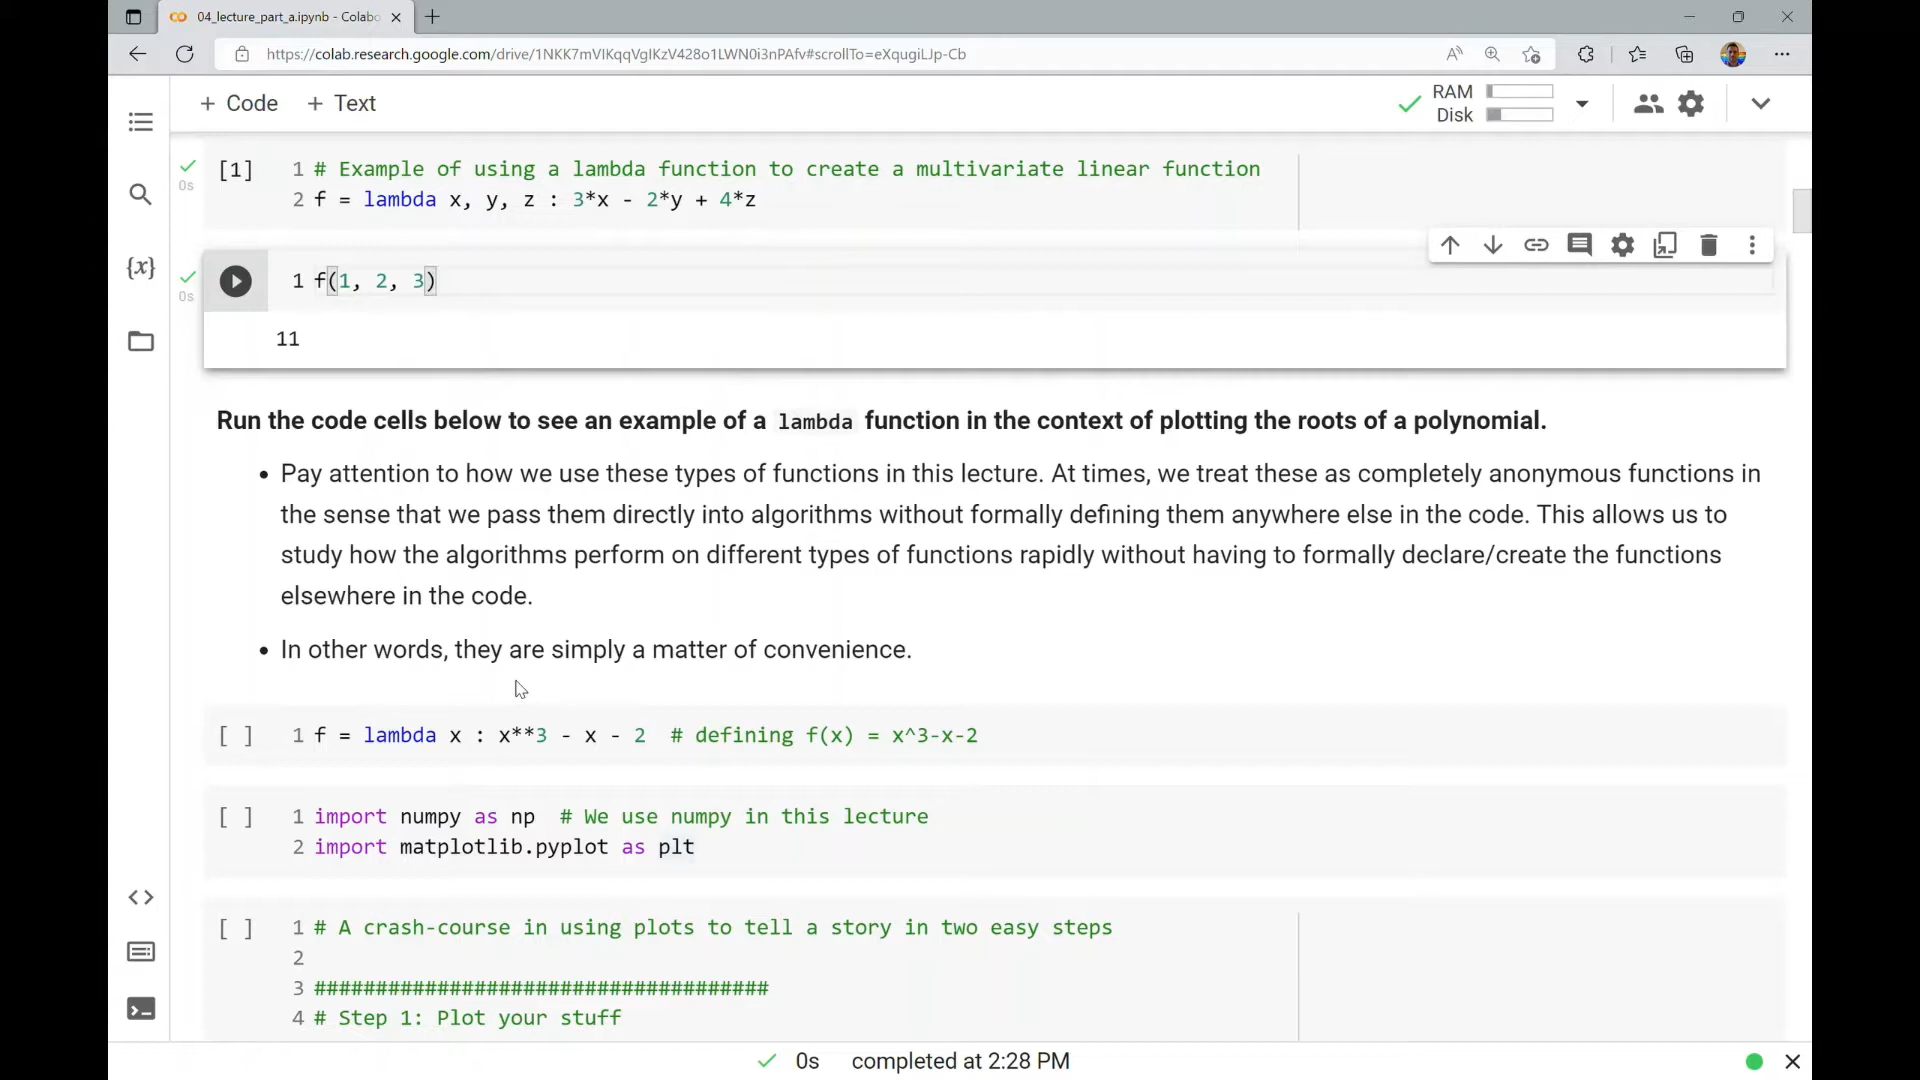 04_lecture_part_a.ipynb - Colabo
https://colab.research.google.com/drive/1NKK7mVIKqqVgIKzV428o1LWN0i3nPAfv#scrollTo=eXqugiLJp-Cb
+ Code + Text
RAM
Disk
[1] 1 # Example of using a lambda function to create a multivariate linear function
0s
2 f = lambda x, y, z : 3*x - 2*y + 4*z
{x}
1 f(1, 2, 3)
0s
11
Run the code cells below to see an example of a lambda function in the context of plotting the roots of a polynomial.
• Pay attention to how we use these types of functions in this lecture. At times, we treat these as completely anonymous functions in
the sense that we pass them directly into algorithms without formally defining them anywhere else in the code. This allows us to
study how the algorithms perform on different types of functions rapidly without having to formally declare/create the functions
elsewhere in the code.
• In other words, they are simply a matter of convenience.
[ ] 1 f = lambda x : x**3 - x - 2 # defining f(x) = x^3-x-2
[ ] 1 import numpy as np # We use numpy in this lecture
2 import matplotlib.pyplot as plt
[ ] 1 # A crash-course in using plots to tell a story in two easy steps
2
3 #####################################
4 # Step 1: Plot your stuff
0s completed at 2:28 PM